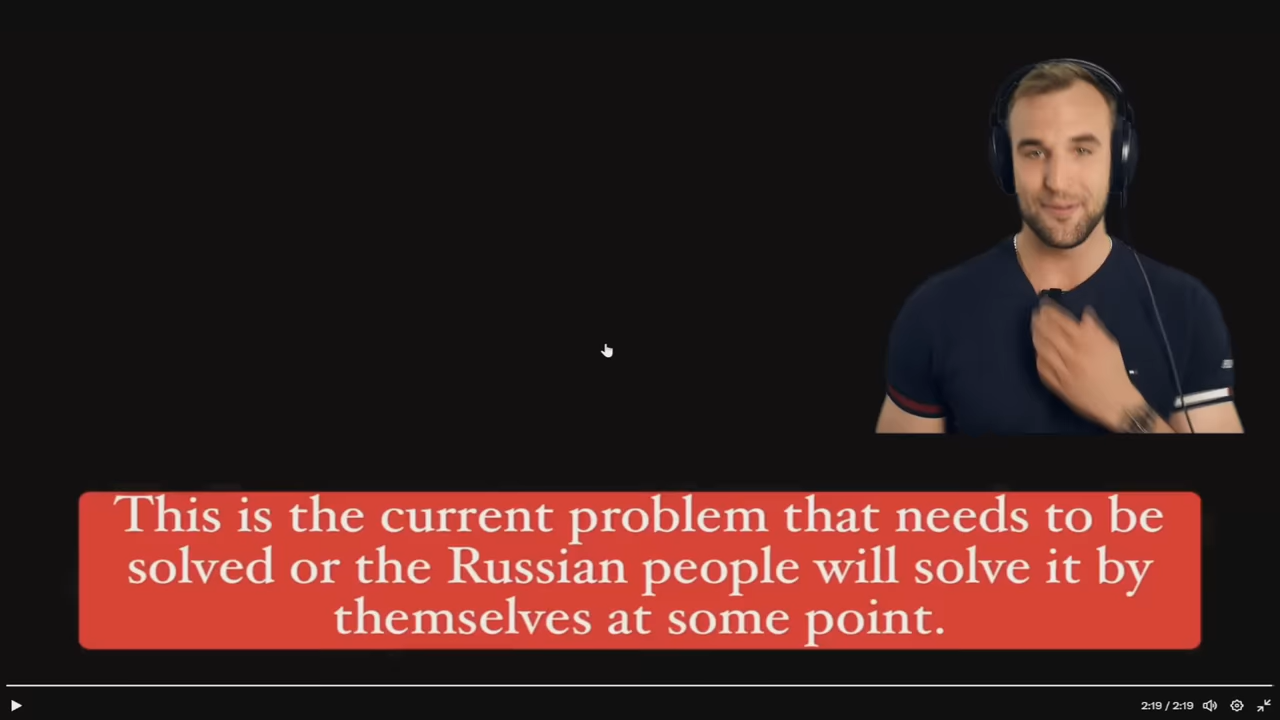 This is the current problem that needs to be
solved or the Russian people will solve it by
themselves at some point.
2:19 / 2:19